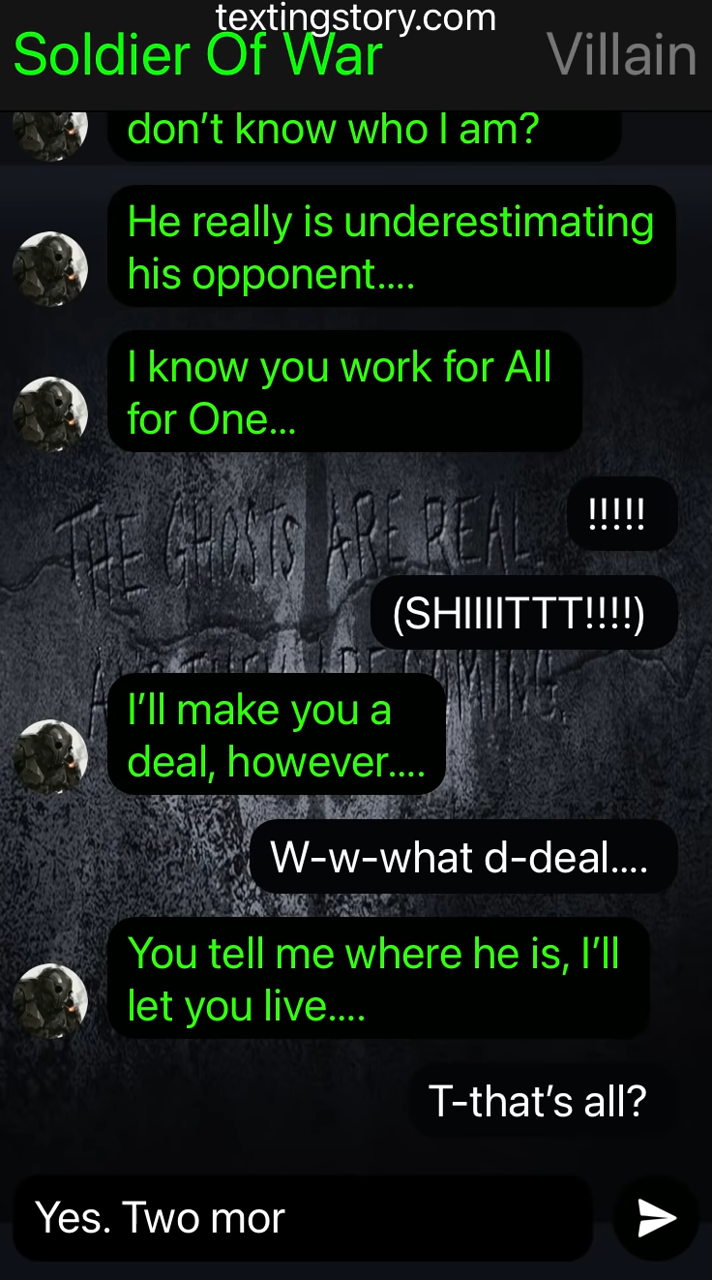 textingstory.com
Soldier Of War
Villain
don’t know who I am?
He really is underestimating
his opponent....
I know you work for All
for One...
!!!!!
THE GHOSTS ARE REAL
(SHIIIITTT!!!!)
I’ll make you a
deal, however....
W-w-what d-deal....
You tell me where he is, I’ll
let you live....
T-that’s all?
Yes. Two mor